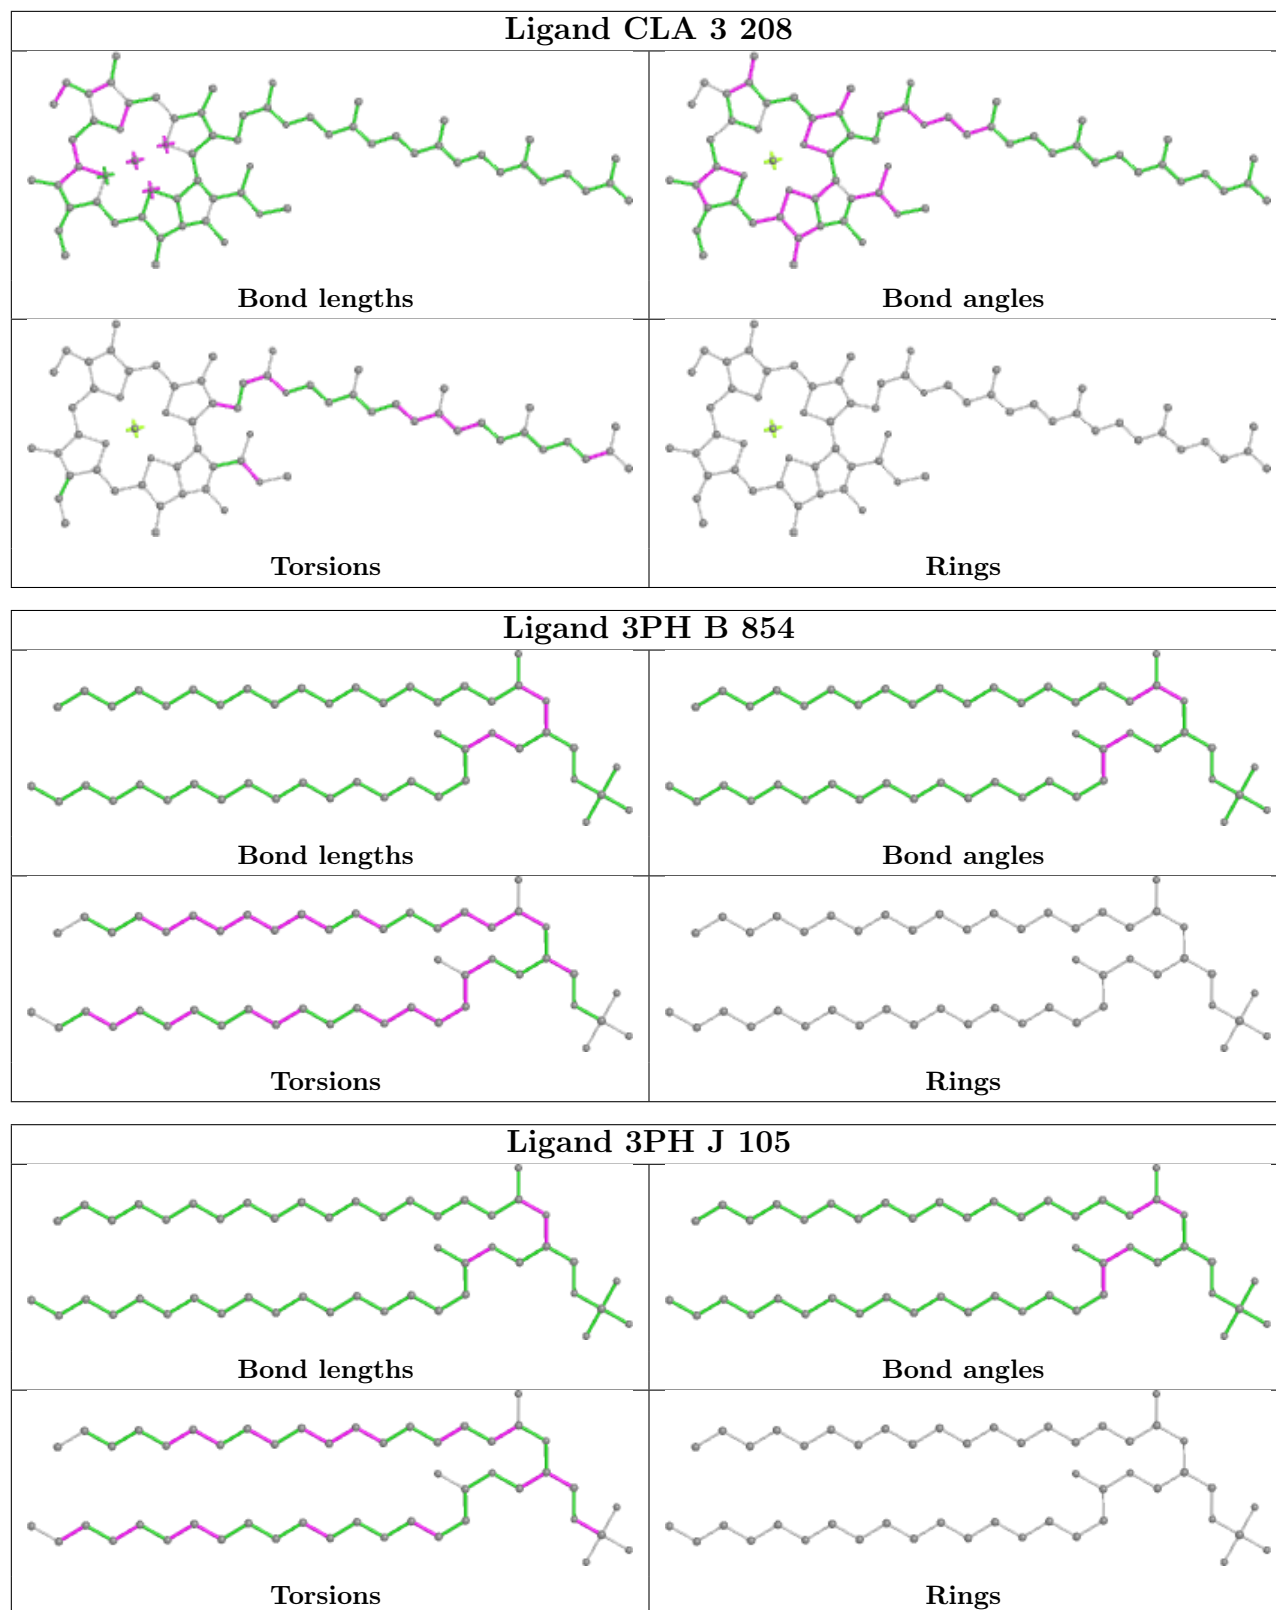 Ligand CLA 3 208
Bond lengths
Bond angles
Torsions
Rings
Ligand 3PH B 854
Bond lengths
Bond angles
Torsions
Rings
Ligand 3PH J 105
Bond lengths
Bond angles
Torsions
Rings